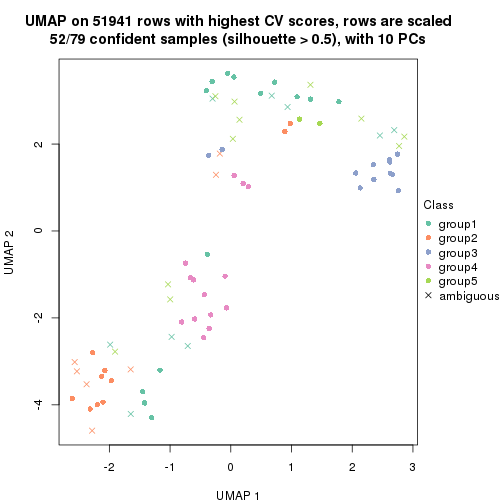 UMAP on 51941 rows with highest CV scores, rows are scaled
52/79 confident samples (silhouette > 0.5), with 10 PCs
2
0
-2
-4
UMAP 2
-2
-1
0
1
2
3
UMAP 1
Class
group1
group2
group3
group4
group5
ambiguous